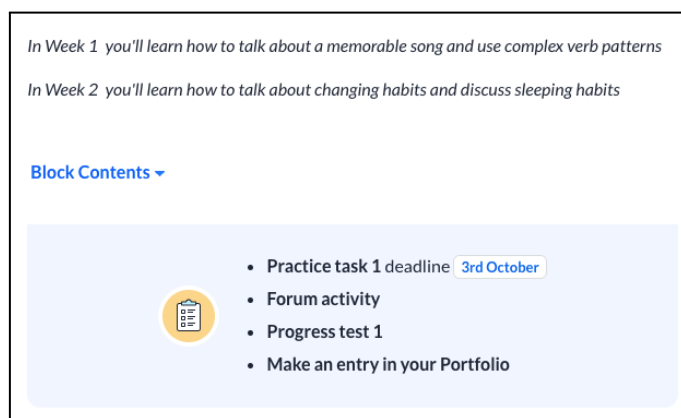 In Week 1  you'll learn how to talk about a memorable song and use complex verb patterns
In Week 2  you'll learn how to talk about changing habits and discuss sleeping habits
Block Contents
Practice task 1 deadline 3rd October
Forum activity
Progress test 1
Make an entry in your Portfolio